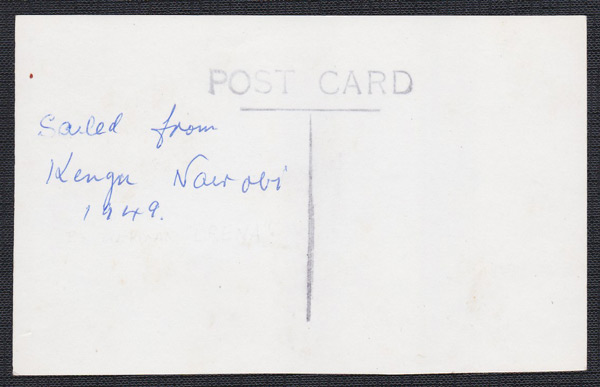 POST CARD
Sailed from
Kenya Nairobi
1949.